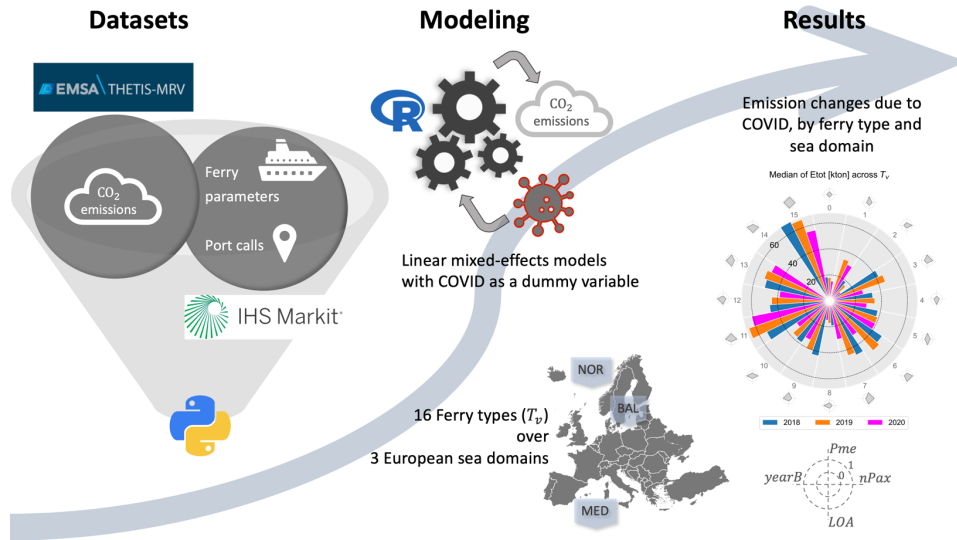 Datasets
Modeling
Results
EMSA THETIS-MRV
CO2
emissions
Ferry
parameters
Port calls
IHS Markit
R
CO2
emissions
Linear mixed-effects models
with COVID as a dummy variable
16 Ferry types (Tv)
over
3 European sea domains
NOR
BAL
MED
Emission changes due to
COVID, by ferry type and
sea domain
Median of Etot [kton] across Tv
0
1
2
3
4
5
6
7
8
9
10
11
12
13
14
15
20
40
60
2018
2019
2020
Pme
1
0
yearB
nPax
LOA